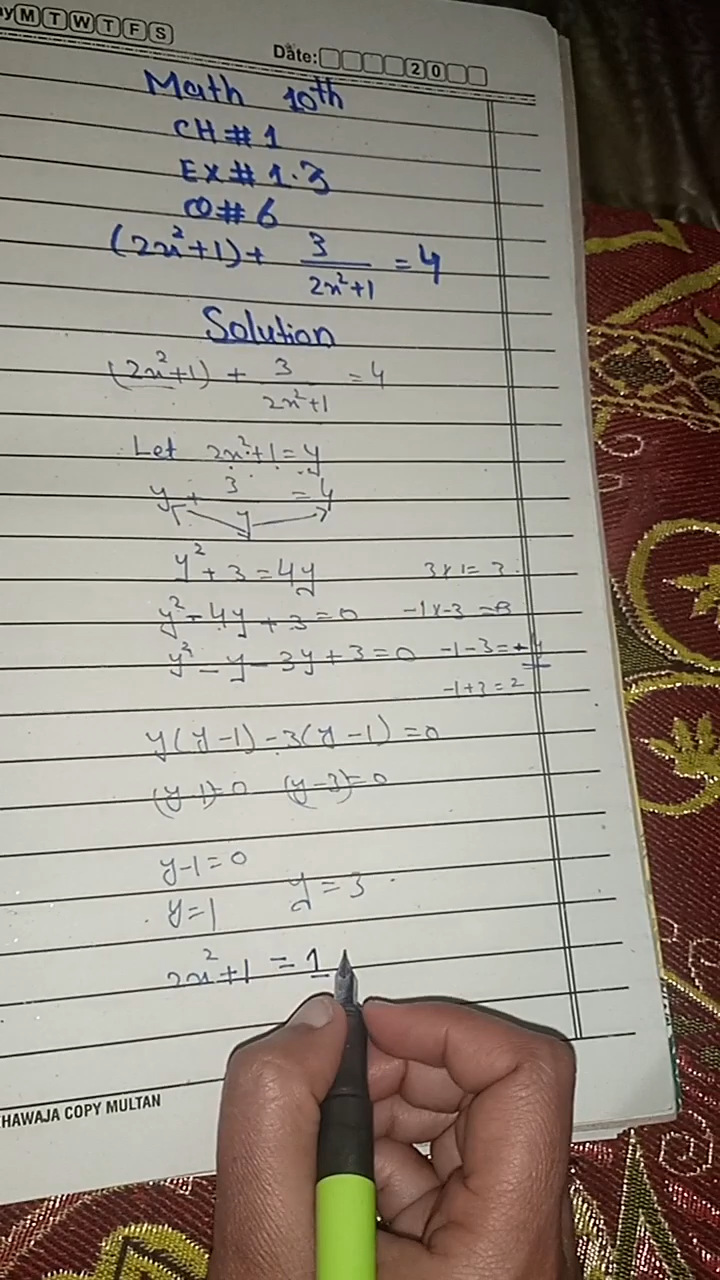 M T W T F S
Date: 2 0
Math 10th
CH# 1
EX# 1.3
Q# 6
(2x²+1) + 3/(2x²+1) = 4
Solution
(2x²+1) + 3/(2x²+1) = 4
Let 2x²+1 = y
y + 3/y = 4
y² + 3 = 4y 3×1 = 3
y² - 4y + 3 = 0 -1×-3 = 3
y² - y - 3y + 3 = 0 -1-3 = -4
-1+3 = 2
y(y-1) - 3(y-1) = 0
(y-1) = 0 (y-3) = 0
y-1 = 0
y = 1 y = 3
2x²+1 = 1
HAWAJA COPY MULTAN